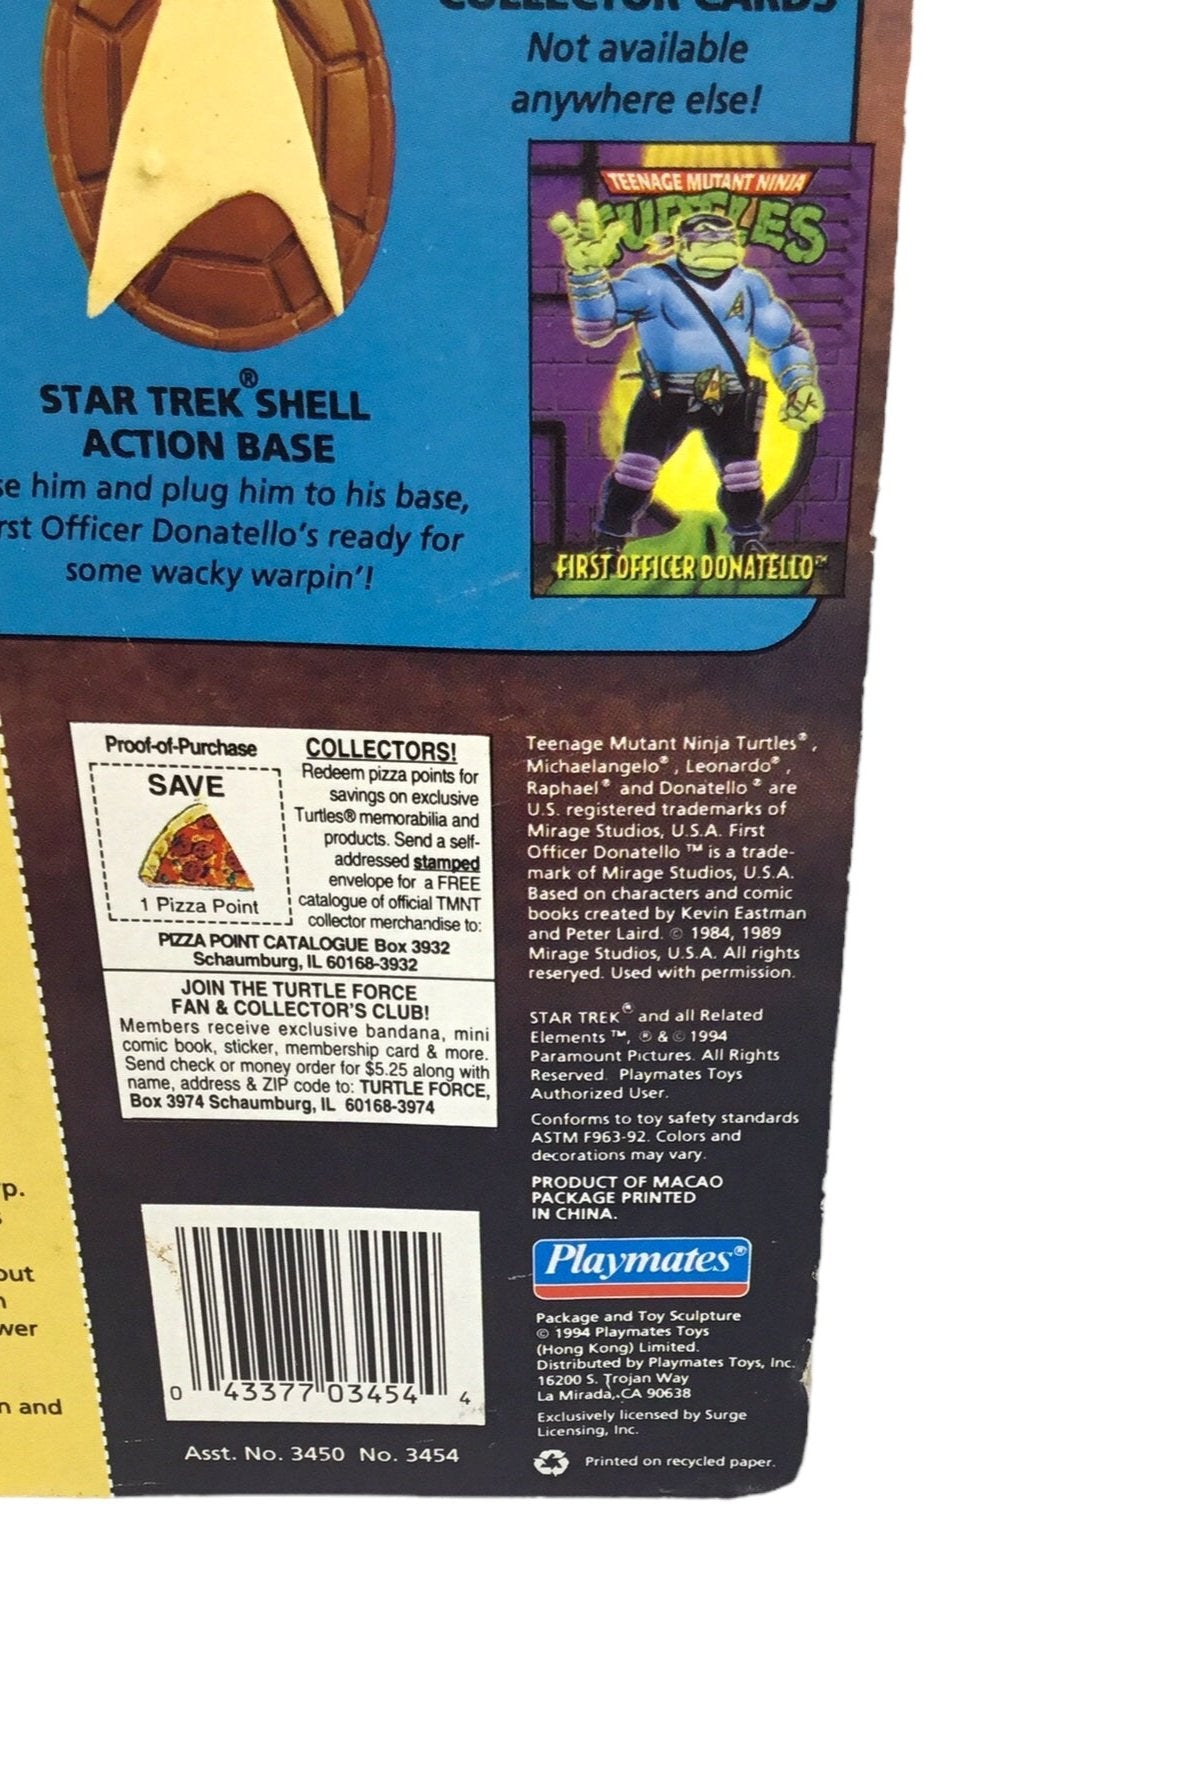 COLLECTOR CARDS
Not available
anywhere else!
TEENAGE MUTANT NINJA
TURTLES
FIRST OFFICER DONATELLO™
STAR TREK® SHELL
ACTION BASE
him and plug him to his base,
Officer Donatello's ready for
some wacky warpin'!
Proof-of-Purchase
SAVE
1 Pizza Point
COLLECTORS!
Redeem pizza points for
savings on exclusive
Turtles® memorabilia and
products. Send a self-
addressed stamped
envelope for a FREE
catalogue of official TMNT
collector merchandise to:
PIZZA POINT CATALOGUE Box 3932
Schaumburg, IL 60168-3932
JOIN THE TURTLE FORCE
FAN & COLLECTOR'S CLUB!
Members receive exclusive bandana, mini
comic book, sticker, membership card & more.
Send check or money order for $5.25 along with
name, address & ZIP code to: TURTLE FORCE,
Box 3974 Schaumburg, IL 60168-3974
and
0 43377 03454 4
Asst. No. 3450 No. 3454
Teenage Mutant Ninja Turtles®,
Michaelangelo®, Leonardo®,
Raphael® and Donatello® are
U.S. registered trademarks of
Mirage Studios, U.S.A. First
Officer Donatello™ is a trade-
mark of Mirage Studios, U.S.A.
Based on characters and comic
books created by Kevin Eastman
and Peter Laird. © 1984, 1989
Mirage Studios, U.S.A. All rights
reserved. Used with permission.
STAR TREK® and all Related
Elements ™, ® & © 1994
Paramount Pictures. All Rights
Reserved. Playmates Toys
Authorized User.
Conforms to toy safety standards
ASTM F963-92. Colors and
decorations may vary.
PRODUCT OF MACAO
PACKAGE PRINTED
IN CHINA.
Playmates®
Package and Toy Sculpture
© 1994 Playmates Toys
(Hong Kong) Limited.
Distributed by Playmates Toys, Inc.
16200 S. Trojan Way
La Mirada, CA 90638
Exclusively licensed by Surge
Licensing, Inc.
Printed on recycled paper.